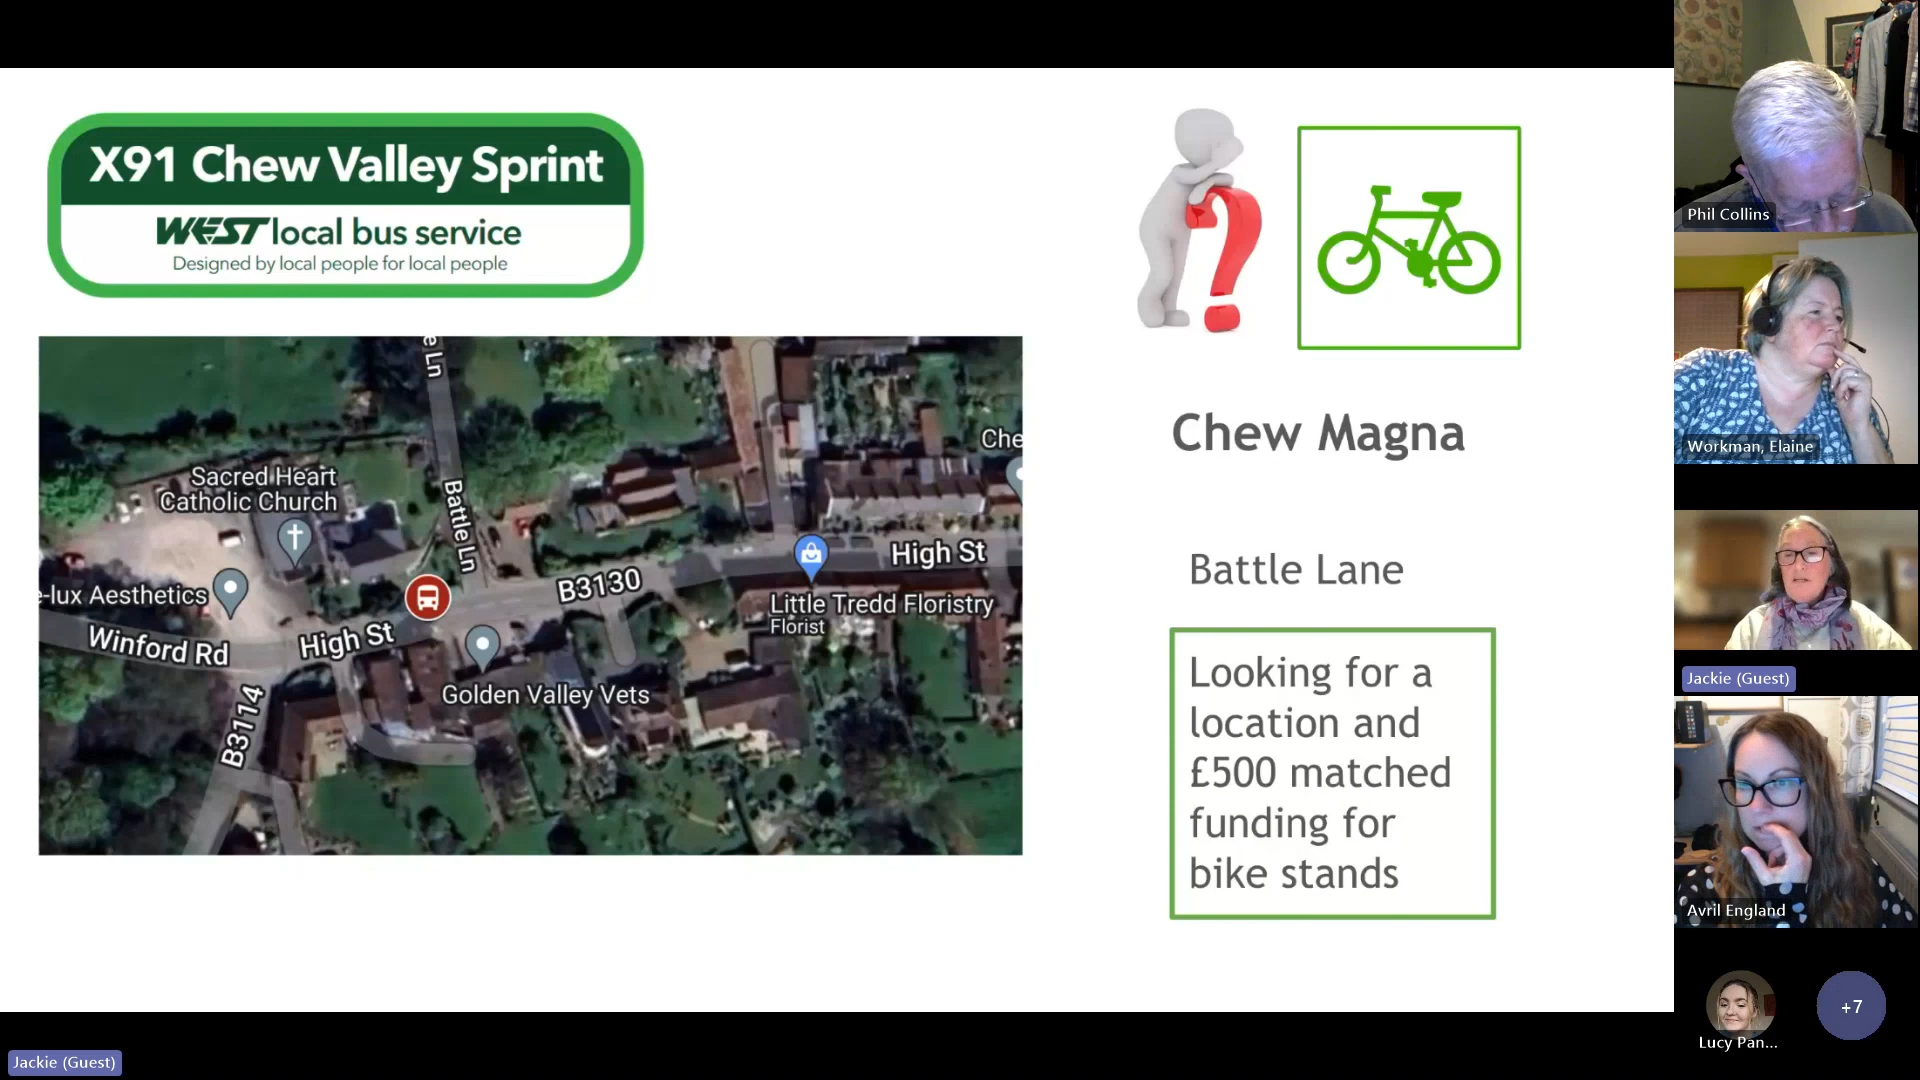 X91 Chew Valley Sprint
WEST local bus service
Designed by local people for local people
e Ln
Sacred Heart
Catholic Church
Battle Ln
Che
High St
B3130
e-lux Aesthetics
Little Tredd Floristry
Florist
Winford Rd
High St
Golden Valley Vets
B3114
?
Chew Magna
Battle Lane
Looking for a
location and
£500 matched
funding for
bike stands
Phil Collins
Workman, Elaine
Jackie (Guest)
Avril England
+7
Lucy Pan...
Jackie (Guest)